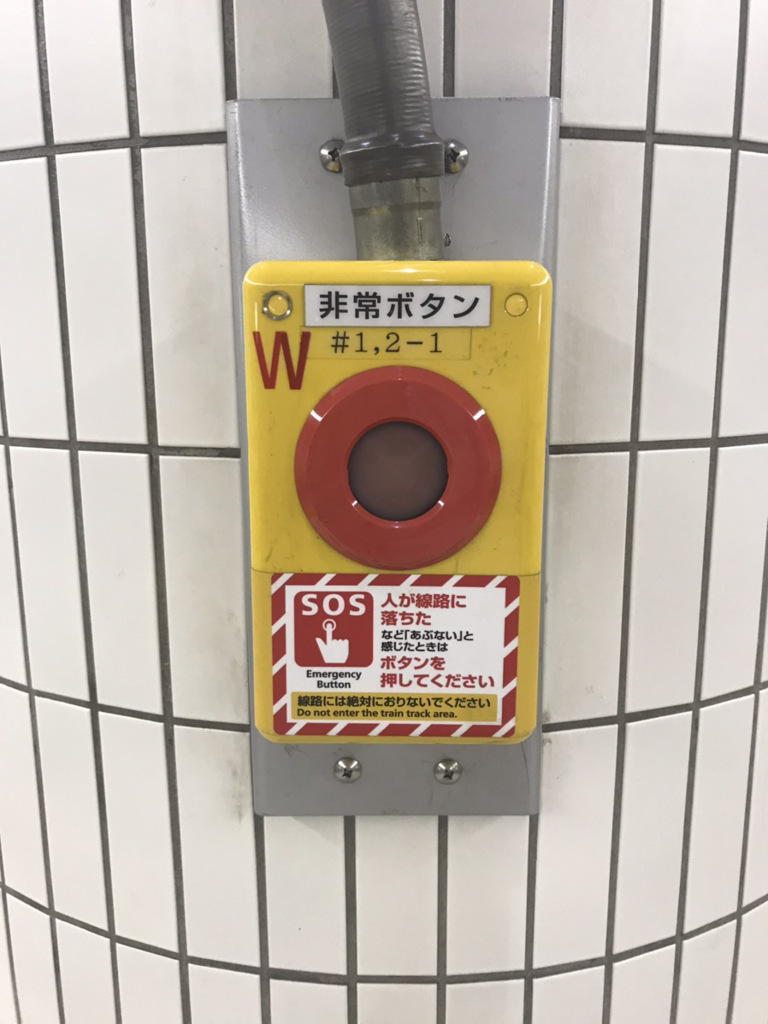 非常ボタン
W #1,2-1
SOS
Emergency
Button
人が線路に
落ちた
など「あぶない」と
感じたときは
ボタンを
押してください
線路には絶対におりないでください
Do not enter the train track area.